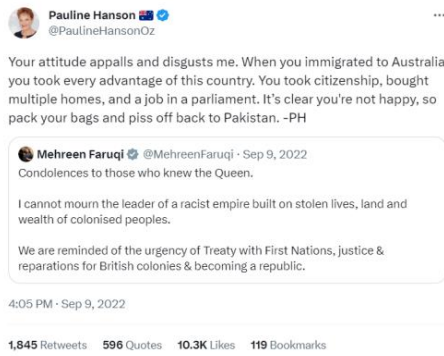 Pauline Hanson 🇦🇺
@PaulineHansonOz
Your attitude appalls and disgusts me. When you immigrated to Australia
you took every advantage of this country. You took citizenship, bought
multiple homes, and a job in a parliament. It’s clear you're not happy, so
pack your bags and piss off back to Pakistan. -PH
Mehreen Faruqi @MehreenFaruqi · Sep 9, 2022
Condolences to those who knew the Queen.
I cannot mourn the leader of a racist empire built on stolen lives, land and
wealth of colonised peoples.
We are reminded of the urgency of Treaty with First Nations, justice &
reparations for British colonies & becoming a republic.
4:05 PM · Sep 9, 2022
1,845 Retweets 596 Quotes 10.3K Likes 119 Bookmarks